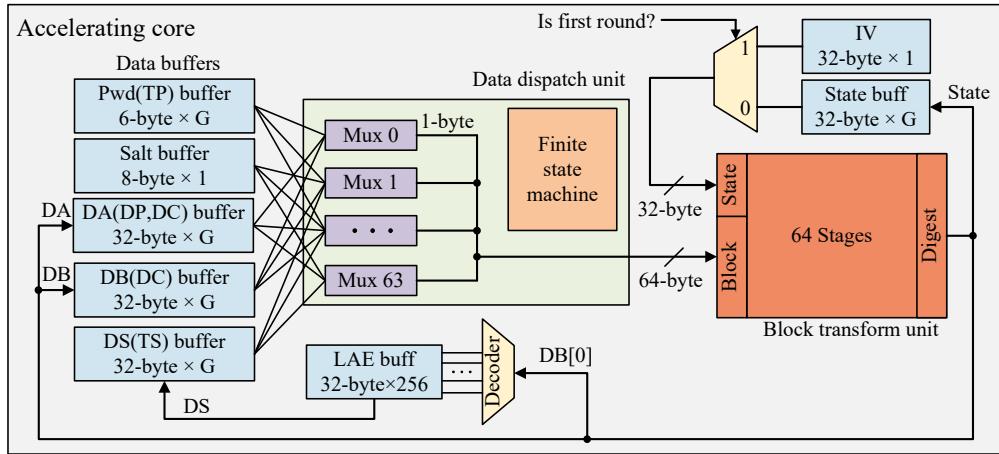 Accelerating core
Data buffers
Pwd(TP) buffer
6-byte × G
Salt buffer
8-byte × 1
DA
DA(DP,DC) buffer
32-byte × G
DB
DB(DC) buffer
32-byte × G
DS(TS) buffer
32-byte × G
DS
Data dispatch unit
Mux 0
1-byte
Mux 1
· · ·
Mux 63
Finite
state
machine
LAE buff
32-byte×256
· · ·
Decoder
DB[0]
Is first round?
1
0
IV
32-byte × 1
State buff
32-byte × G
State
32-byte
64-byte
State
Block
64 Stages
Digest
Block transform unit